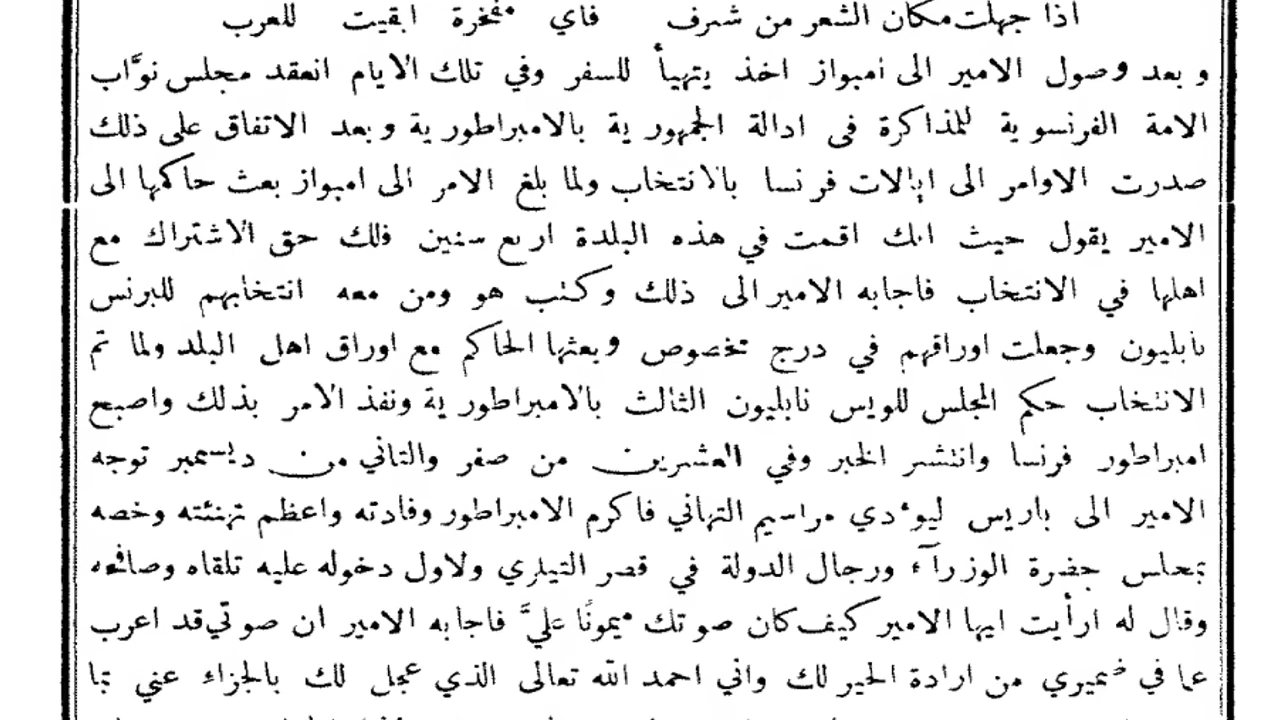 اذا جهلت مكان الشعر من شرف فاي مفخرة ابقيت للعرب
وبعد وصول الامير الى امبواز اخذ يتهيأ للسفر وفي تلك الايام انعقد مجلس نوَّاب
الامة الفرنسوية للمذاكرة فى ادالة الجمهورية بالامبراطورية وبعد الاتفاق على ذلك
صدرت الاوامر الى ايالات فرنسا بالانتخاب ولما بلغ الامر الى امبواز بعث حاكمها الى
الامير يقول حيث انك اقمت في هذه البلدة اربع سنين فلك حق الاشتراك مع
اهلها في الانتخاب فاجابه الامير الى ذلك وكتب هو ومن معه انتخابهم للبرنس
نابليون وجعلت اوراقهم في درج مخصوص وبعثها الحاكم مع اوراق اهل البلد ولما تم
الانتخاب حكم المجلس للويس نابليون الثالث بالامبراطورية ونفذ الامر بذلك واصبح
امبراطور فرنسا وانتشر الخبر وفي العشرين من صفر والثاني من ديسمبر توجه
الامير الى باريس ليوءدي مراسيم التهاني فاكرم الامبراطور وفادته واعظم تهنئته وخصه
بمجلس حضرة الوزرآء ورجال الدولة في قصر التيلري ولاول دخوله عليه تلقاه وصافحه
وقال له ارأيت ايها الامير كيف كان صوتك ميمونًا عليَّ فاجابه الامير ان صوتي قد اعرب
عما في ضميري من ارادة الخير لك واني احمد الله تعالى الذي عجل لك بالجزاء عني بما